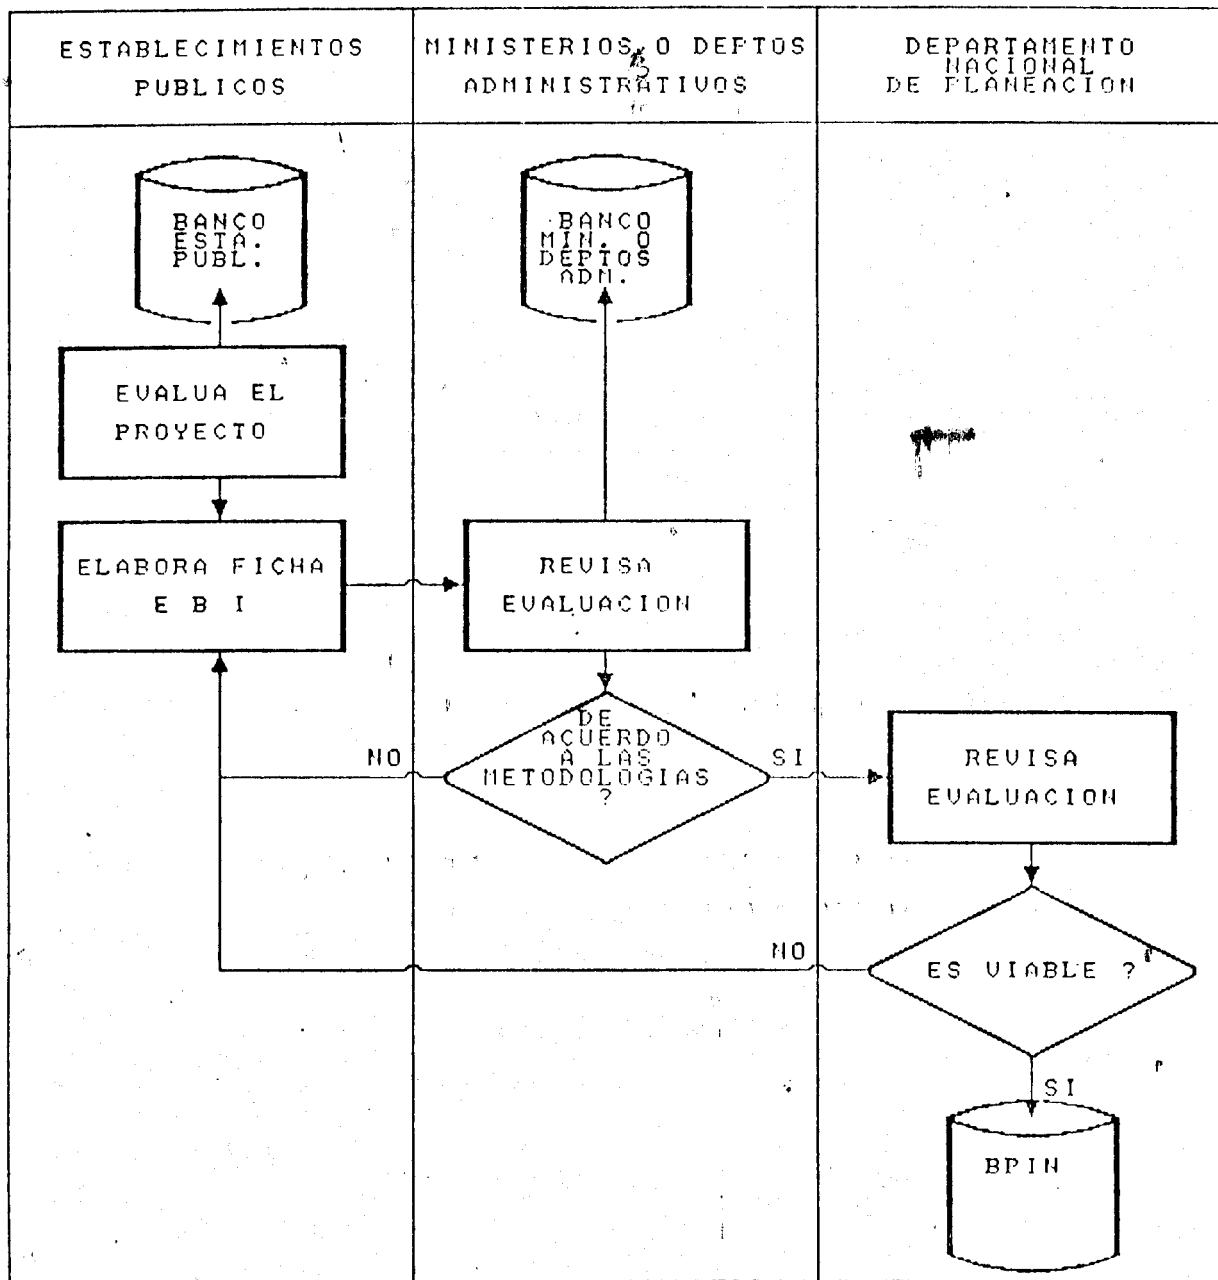 ESTABLECIMIENTOS
PUBLICOS
MINISTERIOS O DEPTOS
ADMINISTRATIVOS
DEPARTAMENTO
NACIONAL
DE PLANEACION
BANCO
ESTA.
PUBL.
BANCO
MIN. O
DEPTOS
ADM.
EVALUA EL
PROYECTO
ELABORA FICHA
E B I
REVISA
EVALUACION
DE
ACUERDO
A LAS
METODOLOGIAS
?
NO
SI
REVISA
EVALUACION
NO
ES VIABLE ?
SI
BPIN